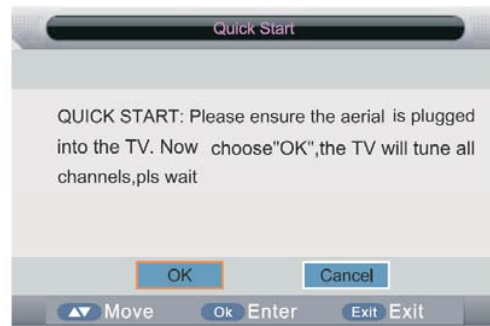 Quick Start
QUICK START: Please ensure the aerial is plugged
into the TV. Now choose"OK",the TV will tune all
channels,pls wait
OK Cancel
▲▼ Move Ok Enter Exit Exit